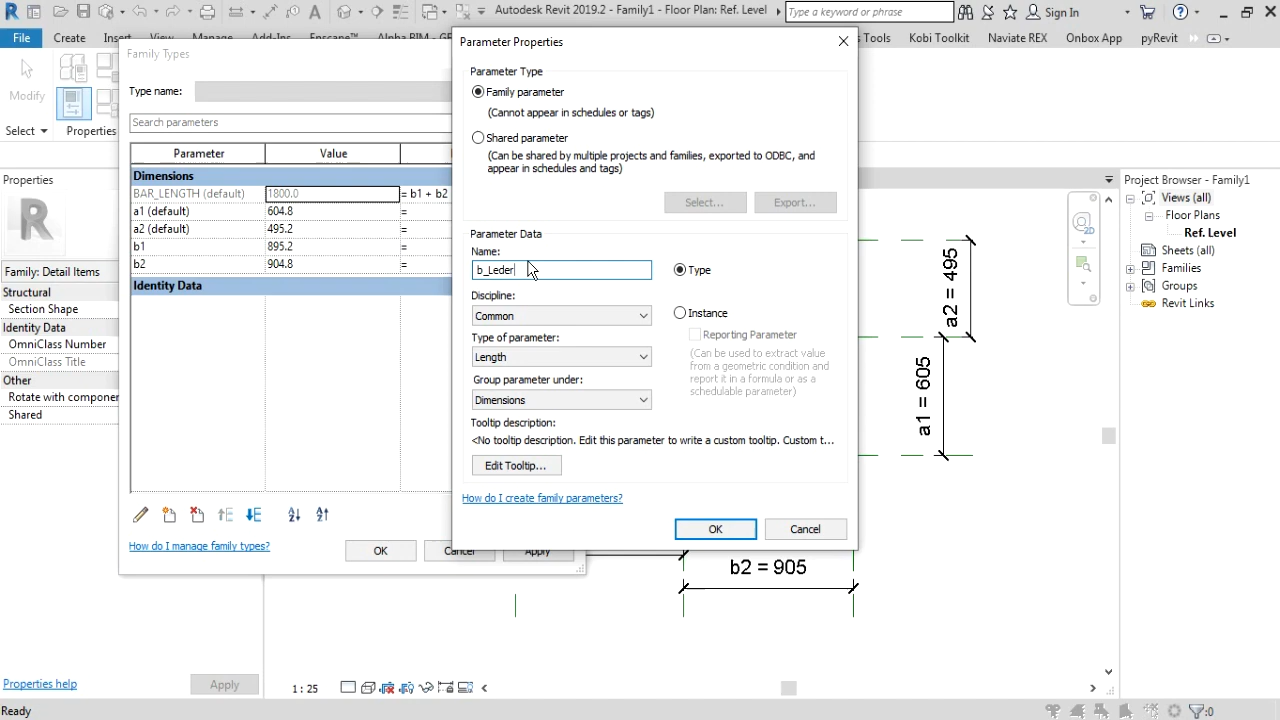 Autodesk Revit 2019.2 - Family1 - Floor Plan: Ref. Level
Type a keyword or phrase
Sign In
File
Create
Tools
Kobi Toolkit
Naviate REX
Onbox App
pyRevit
Modify
Select
Properties
Family Types
Type name:
Search parameters
Parameter
Value
Dimensions
BAR_LENGTH (default)
1800.0
= b1 + b2
a1 (default)
604.8
=
a2 (default)
495.2
=
b1
895.2
=
b2
904.8
=
Identity Data
How do I manage family types?
OK
Cancel
Apply
Parameter Properties
Parameter Type
Family parameter
(Cannot appear in schedules or tags)
Shared parameter
(Can be shared by multiple projects and families, exported to ODBC, and
appear in schedules and tags)
Select...
Export...
Parameter Data
Name:
b_Leder
Type
Discipline:
Common
Instance
Reporting Parameter
(Can be used to extract value
from a geometric condition and
report it in a formula or as a
schedulable parameter)
Type of parameter:
Length
Group parameter under:
Dimensions
Tooltip description:
<No tooltip description. Edit this parameter to write a custom tooltip. Custom t...
Edit Tooltip...
How do I create family parameters?
OK
Cancel
Properties
Family: Detail Items
Structural
Section Shape
Identity Data
OmniClass Number
OmniClass Title
Other
Rotate with componen
Shared
Properties help
Apply
a2 = 495
a1 = 605
b2 = 905
2D
Project Browser - Family1
Views (all)
Floor Plans
Ref. Level
Sheets (all)
Families
Groups
Revit Links
1 : 25
Ready
:0